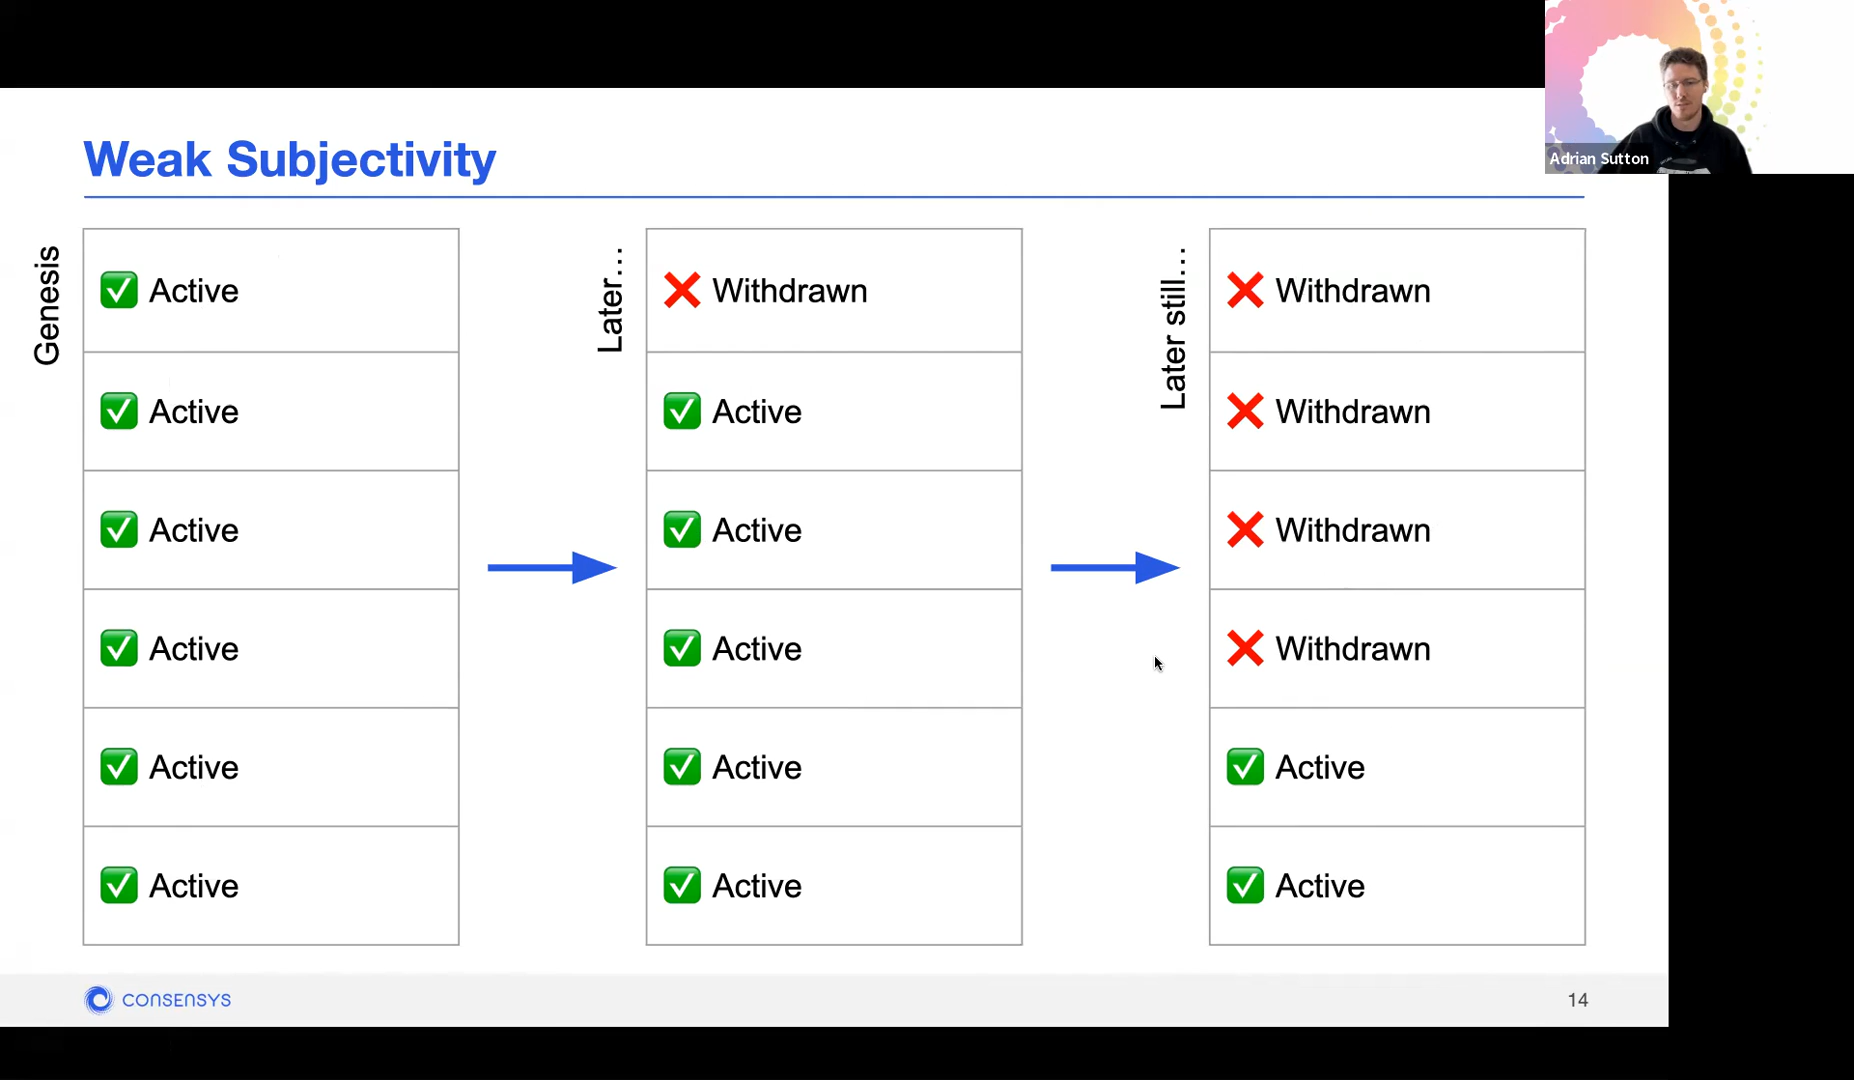 Adrian Sutton
Weak Subjectivity
Genesis
Active
Active
Active
Active
Active
Active
Later...
Withdrawn
Active
Active
Active
Active
Active
Later still...
Withdrawn
Withdrawn
Withdrawn
Withdrawn
Active
Active
CONSENSYS
14